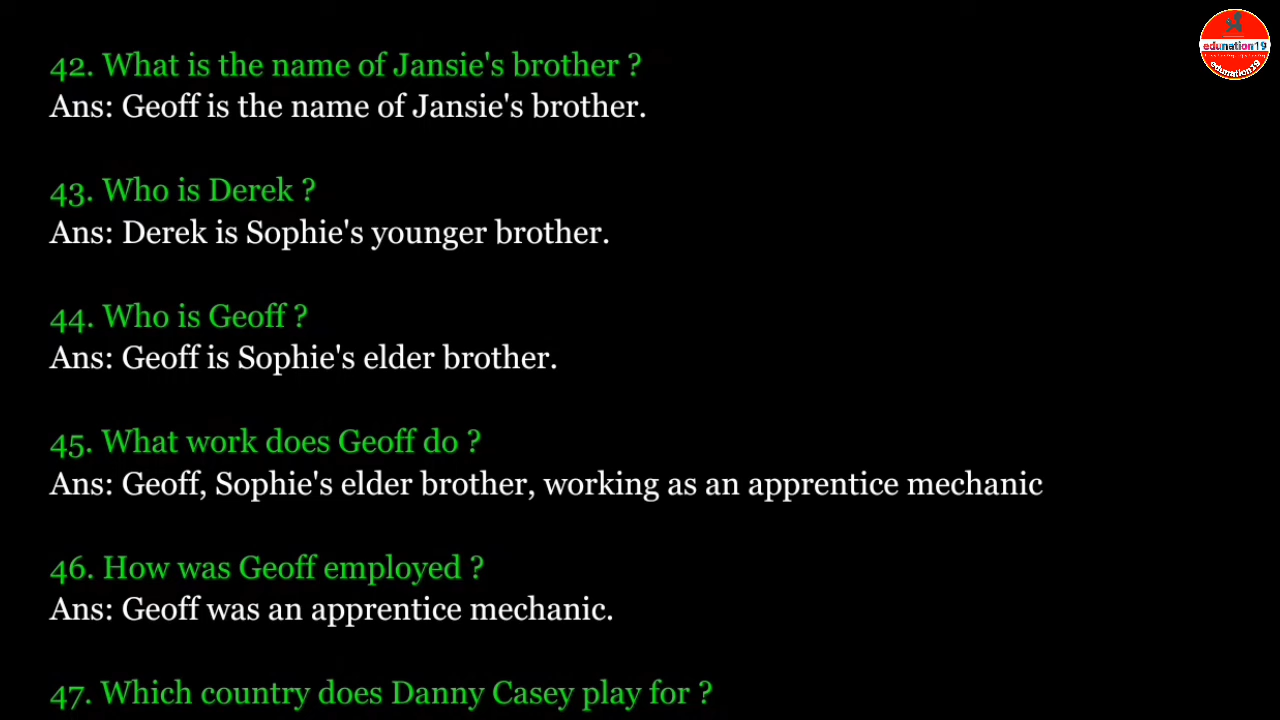 42. What is the name of Jansie's brother ?
Ans: Geoff is the name of Jansie's brother.
43. Who is Derek ?
Ans: Derek is Sophie's younger brother.
44. Who is Geoff ?
Ans: Geoff is Sophie's elder brother.
45. What work does Geoff do ?
Ans: Geoff, Sophie's elder brother, working as an apprentice mechanic
46. How was Geoff employed ?
Ans: Geoff was an apprentice mechanic.
47. Which country does Danny Casey play for ?
edunation19
edunation19